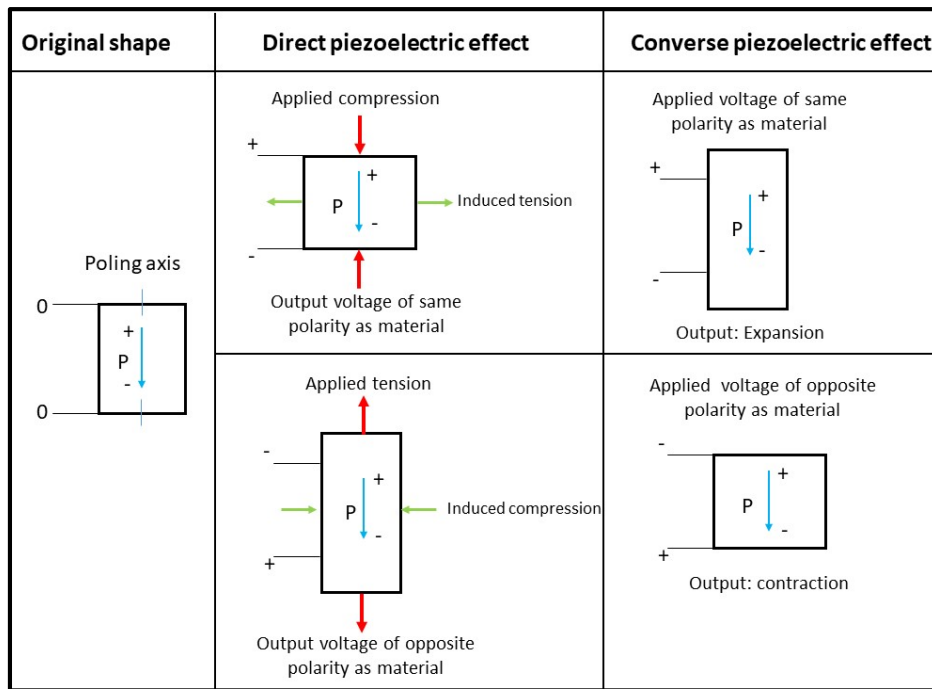 Original shape
Direct piezoelectric effect
Converse piezoelectric effect
Poling axis
0
+
P
-
0
Applied compression
+
+
P
-
Induced tension
-
Output voltage of same
polarity as material
Applied voltage of same
polarity as material
+
+
P
-
-
Output: Expansion
Applied tension
-
+
P
-
Induced compression
+
Output voltage of opposite
polarity as material
Applied  voltage of opposite
polarity as material
-
+
P
-
+
Output: contraction